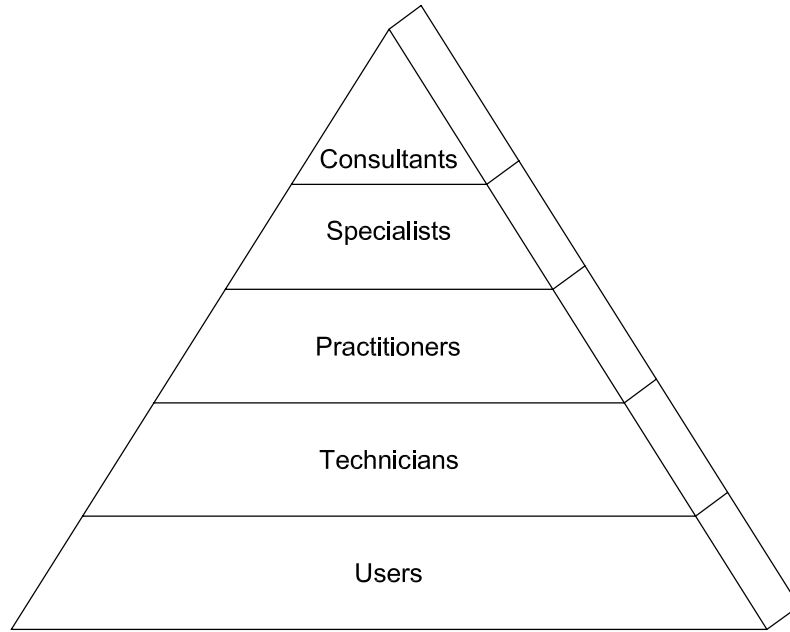 Consultants
Specialists
Practitioners
Technicians
Users